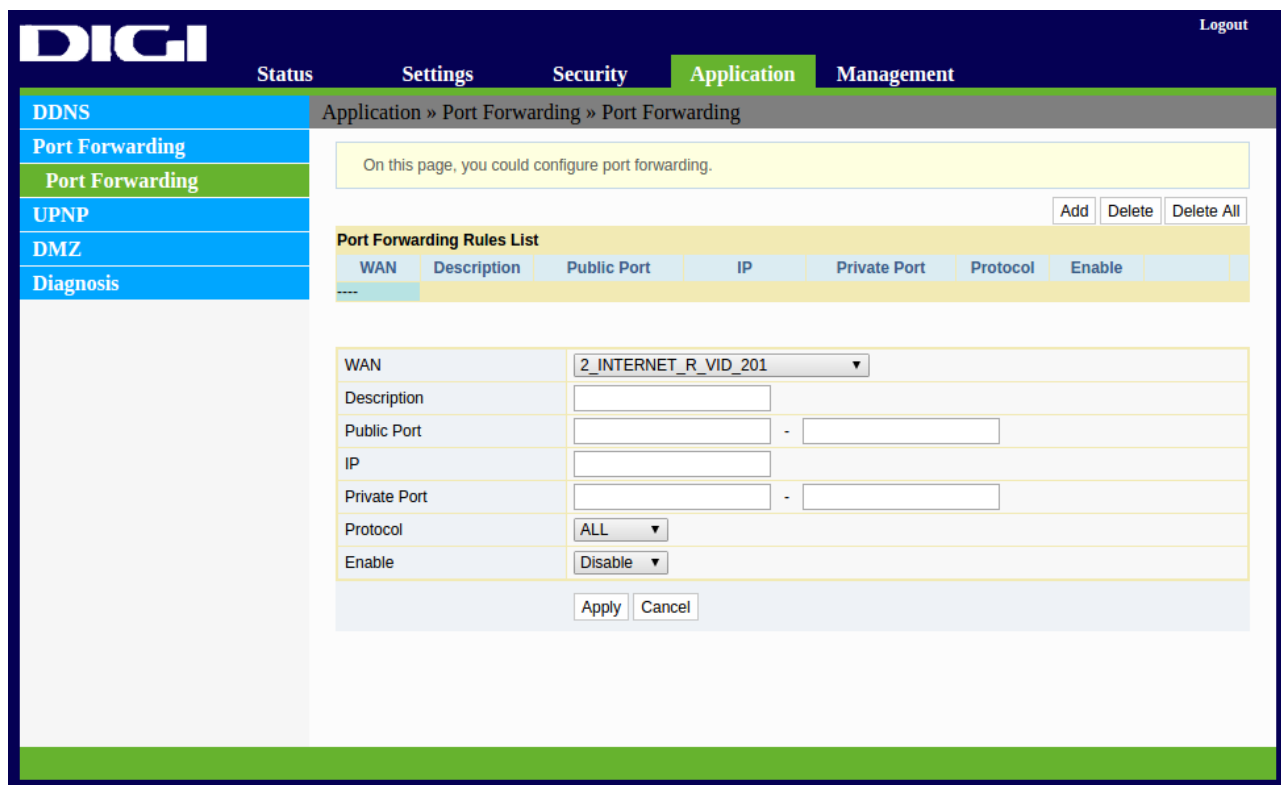 DIGI
Logout
Status Settings Security Application Management
DDNS
Port Forwarding
Port Forwarding
UPNP
DMZ
Diagnosis
Application » Port Forwarding » Port Forwarding
On this page, you could configure port forwarding.
Add Delete Delete All
Port Forwarding Rules List
WAN Description Public Port IP Private Port Protocol Enable
----
WAN 2_INTERNET_R_VID_201
Description
Public Port -
IP
Private Port -
Protocol ALL
Enable Disable
Apply Cancel